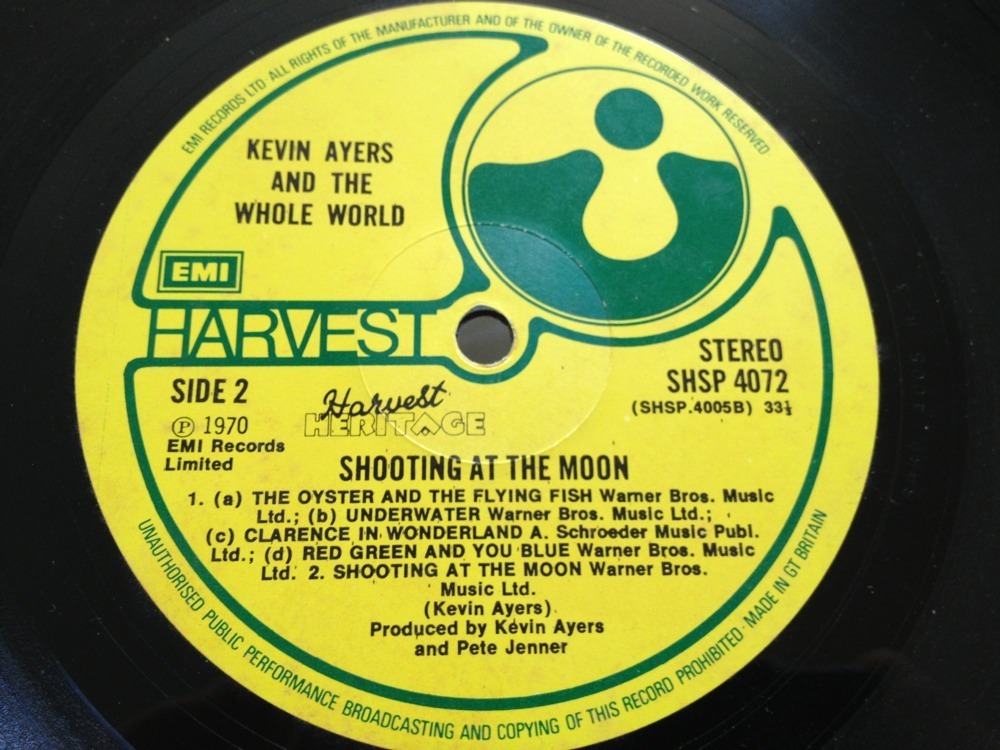 EMI RECORDS LTD · ALL RIGHTS OF THE MANUFACTURER AND OF THE OWNER OF THE RECORDED WORK RESERVED
KEVIN AYERS
AND THE
WHOLE WORLD
EMI
HARVEST
STEREO
SHSP 4072
(SHSP.4005B) 33⅓
SIDE 2
Ⓟ 1970
EMI Records
Limited
Harvest
HERITAGE
SHOOTING AT THE MOON
1. (a) THE OYSTER AND THE FLYING FISH Warner Bros. Music
Ltd.; (b) UNDERWATER Warner Bros. Music Ltd.;
(c) CLARENCE IN WONDERLAND A. Schroeder Music Publ.
Ltd.; (d) RED GREEN AND YOU BLUE Warner Bros. Music
Ltd. 2. SHOOTING AT THE MOON Warner Bros.
Music Ltd.
(Kevin Ayers)
Produced by Kevin Ayers
and Pete Jenner
UNAUTHORISED PUBLIC PERFORMANCE BROADCASTING AND COPYING OF THIS RECORD PROHIBITED · MADE IN GT BRITAIN